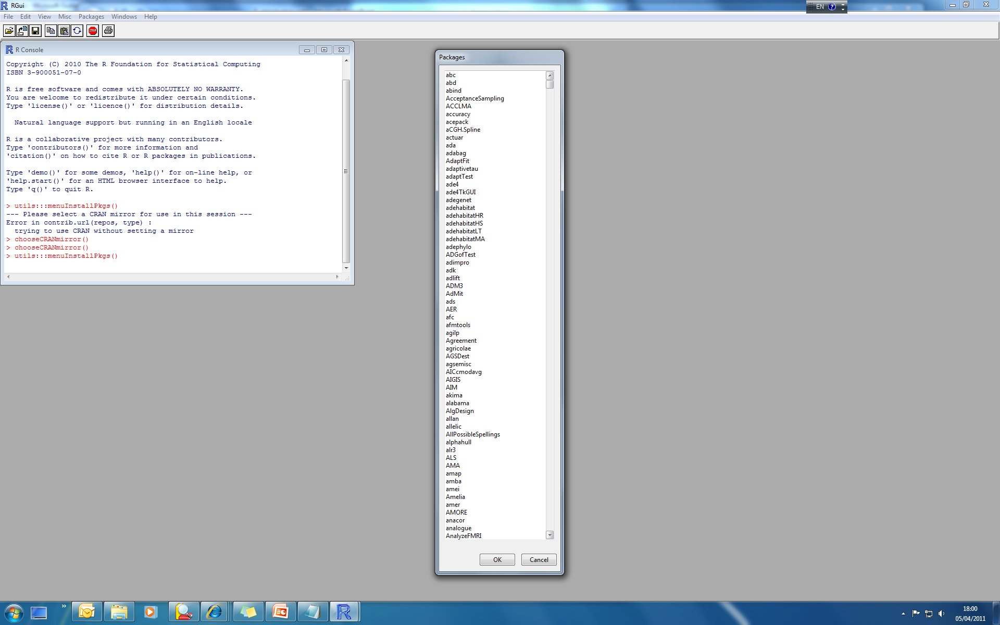 RGui
EN
File Edit View Misc Packages Windows Help
STOP
R Console
Copyright (C) 2010 The R Foundation for Statistical Computing
ISBN 3-900051-07-0
R is free software and comes with ABSOLUTELY NO WARRANTY.
You are welcome to redistribute it under certain conditions.
Type 'license()' or 'licence()' for distribution details.
Natural language support but running in an English locale
R is a collaborative project with many contributors.
Type 'contributors()' for more information and
'citation()' on how to cite R or R packages in publications.
Type 'demo()' for some demos, 'help()' for on-line help, or
'help.start()' for an HTML browser interface to help.
Type 'q()' to quit R.
> utils:::menuInstallPkgs()
--- Please select a CRAN mirror for use in this session ---
Error in contrib.url(repos, type) :
trying to use CRAN without setting a mirror
> chooseCRANmirror()
> chooseCRANmirror()
> utils:::menuInstallPkgs()
Packages
abc
abd
abind
AcceptanceSampling
ACCLMA
accuracy
acepack
aCGH.Spline
actuar
ada
adabag
AdaptFit
adaptivetau
adaptTest
ade4
ade4TkGUI
adegenet
adehabitat
adehabitatHR
adehabitatHS
adehabitatLT
adehabitatMA
adephylo
ADGofTest
adimpro
adk
adlift
ADM3
AdMit
ads
AER
afc
afmtools
agilp
Agreement
agricolae
AGSDest
agsemisc
AICcmodavg
AIGIS
AIM
akima
alabama
AlgDesign
allan
allelic
AllPossibleSpellings
alphahull
alr3
ALS
AMA
amap
amba
amei
Amelia
amer
AMORE
anacor
analogue
AnalyzeFMRI
OK Cancel
18:00
05/04/2011